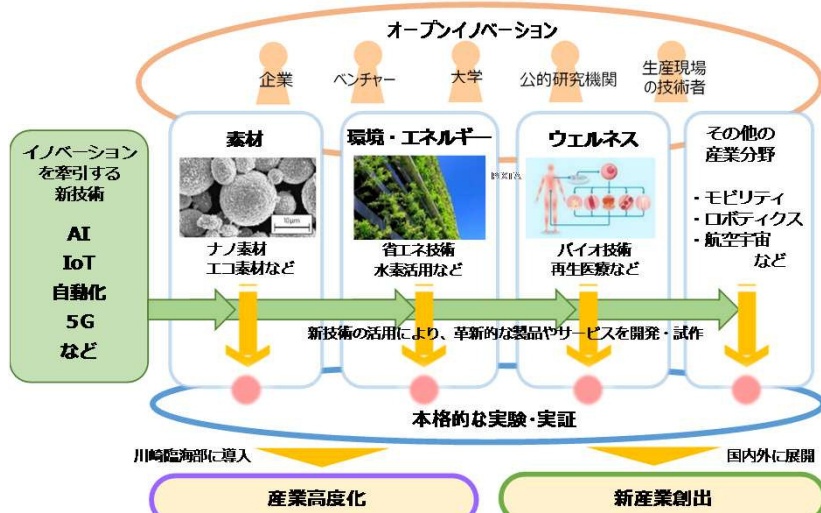 オープンイノベーション
企業
ベンチャー
大学
公的研究機関
生産現場
の技術者
イノベーション
を牽引する
新技術
AI
IoT
自動化
5G
など
素材
10μm
ナノ素材
エコ素材など
環境・エネルギー
省エネ技術
水素活用など
ウェルネス
バイオ技術
再生医療など
その他の
産業分野
・モビリティ
・ロボティクス
・航空宇宙
など
新技術の活用により、革新的な製品やサービスを開発・試作
本格的な実験・実証
川崎臨海部に導入
国内外に展開
産業高度化
新産業創出